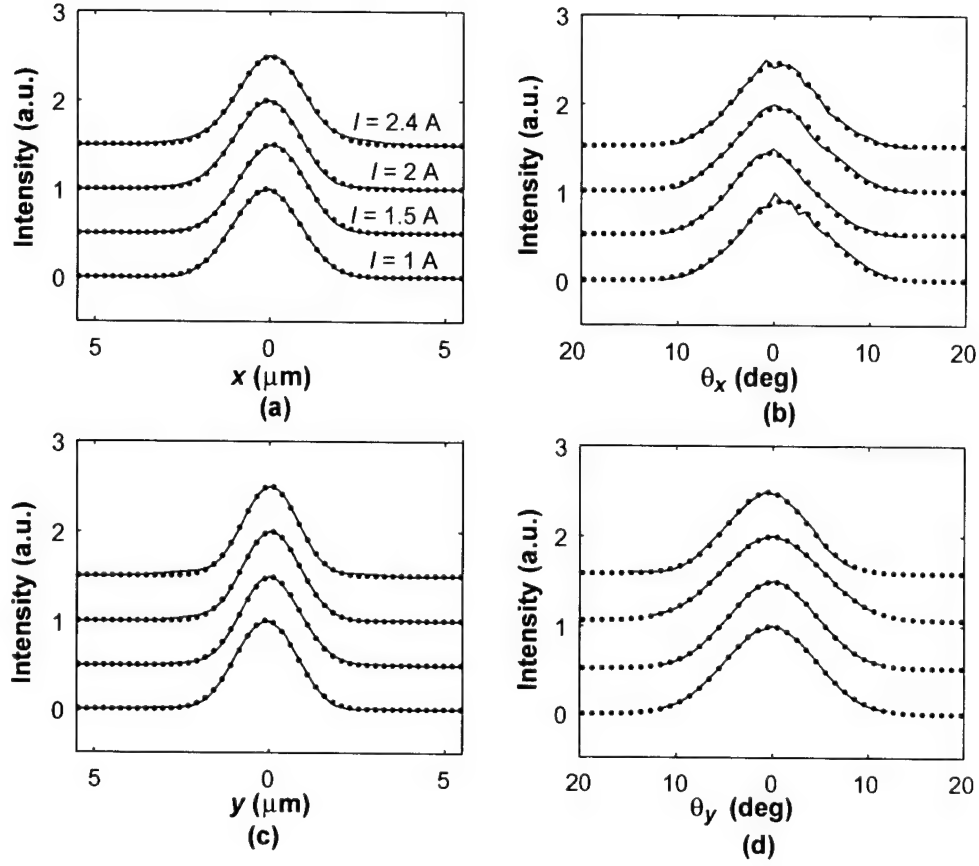 3
2
1
0
Intensity (a.u.)
I = 2.4 A
I = 2 A
I = 1.5 A
I = 1 A
5 0 5
x (μm)
(a)
3
2
1
0
Intensity (a.u.)
20 10 0 10 20
θx (deg)
(b)
3
2
1
0
Intensity (a.u.)
5 0 5
y (μm)
(c)
3
2
1
0
Intensity (a.u.)
20 10 0 10 20
θy (deg)
(d)